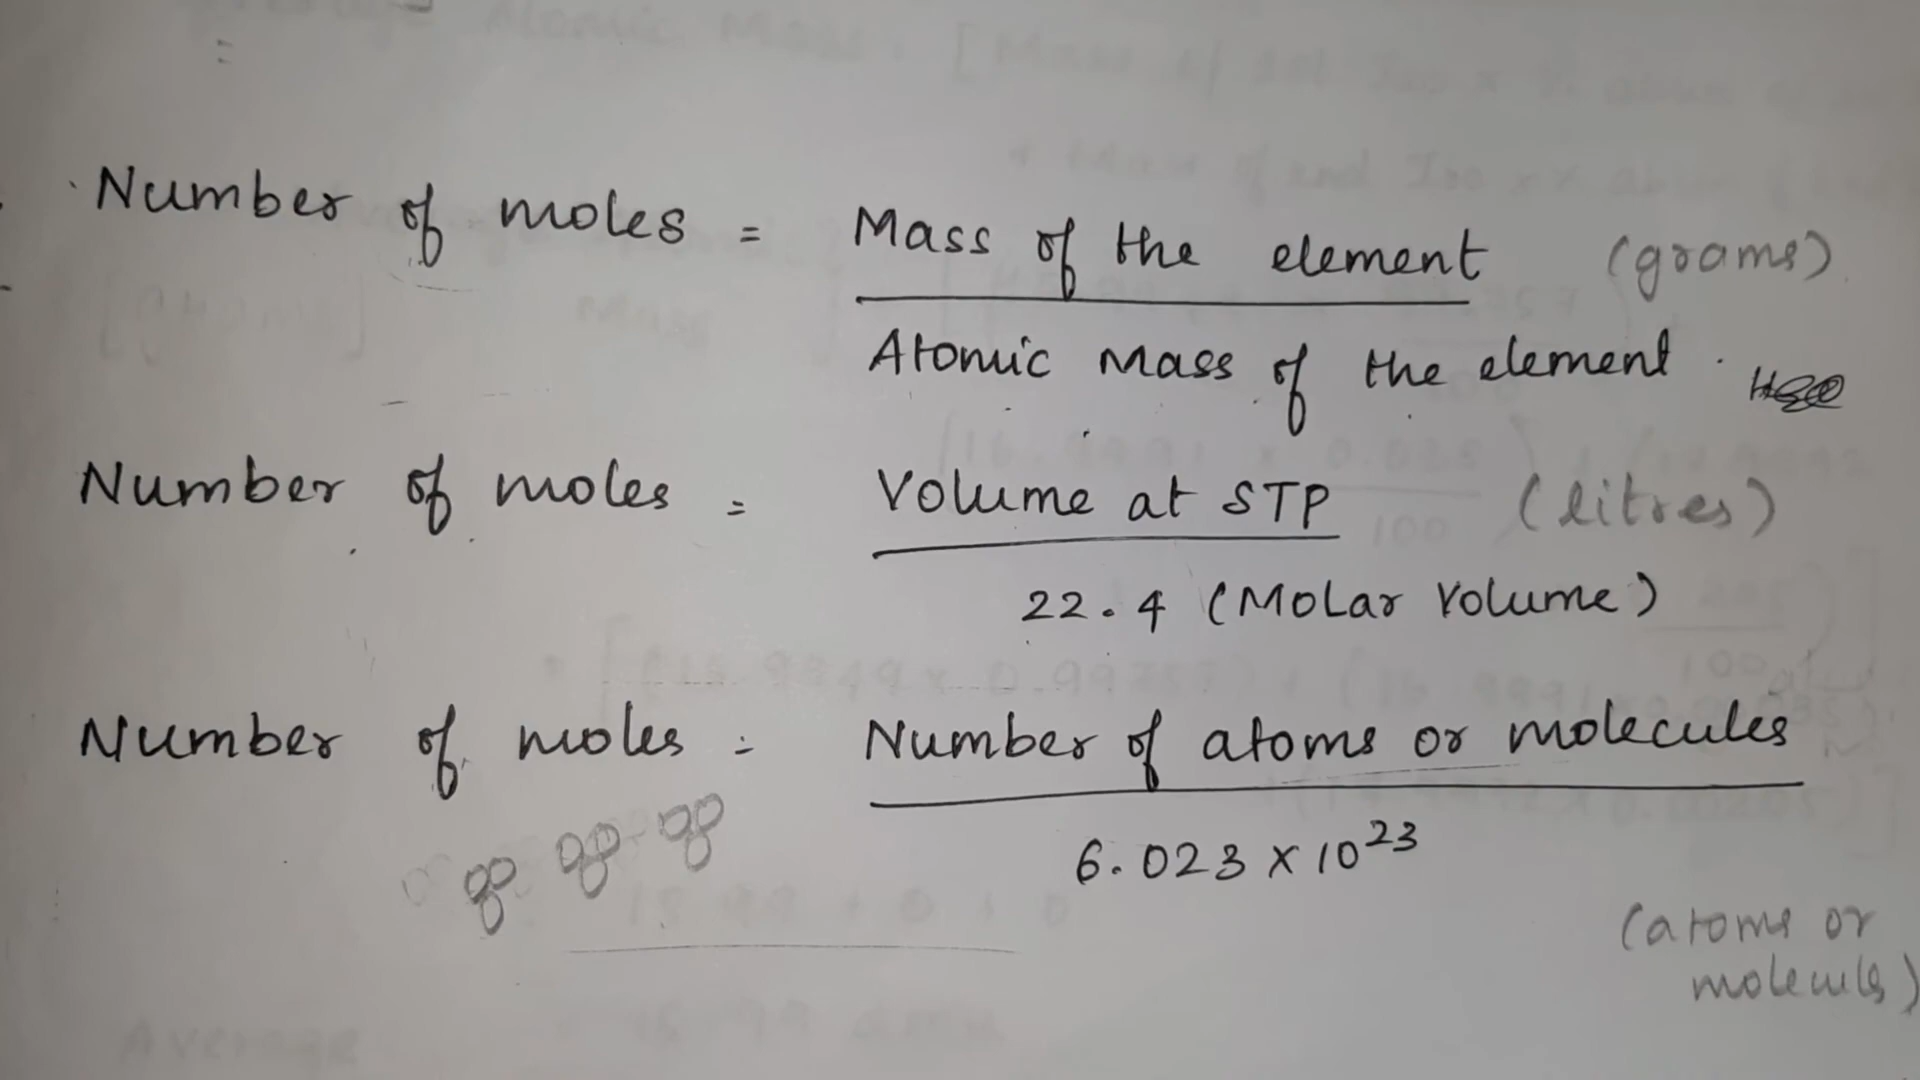 Number of moles = Mass of the element (grams)
Atomic Mass of the element.
Number of moles = Volume at STP (litres)
22.4 (Molar Volume)
Number of moles = Number of atoms or molecules
6.023 x 10^23
(atoms or
molecules)